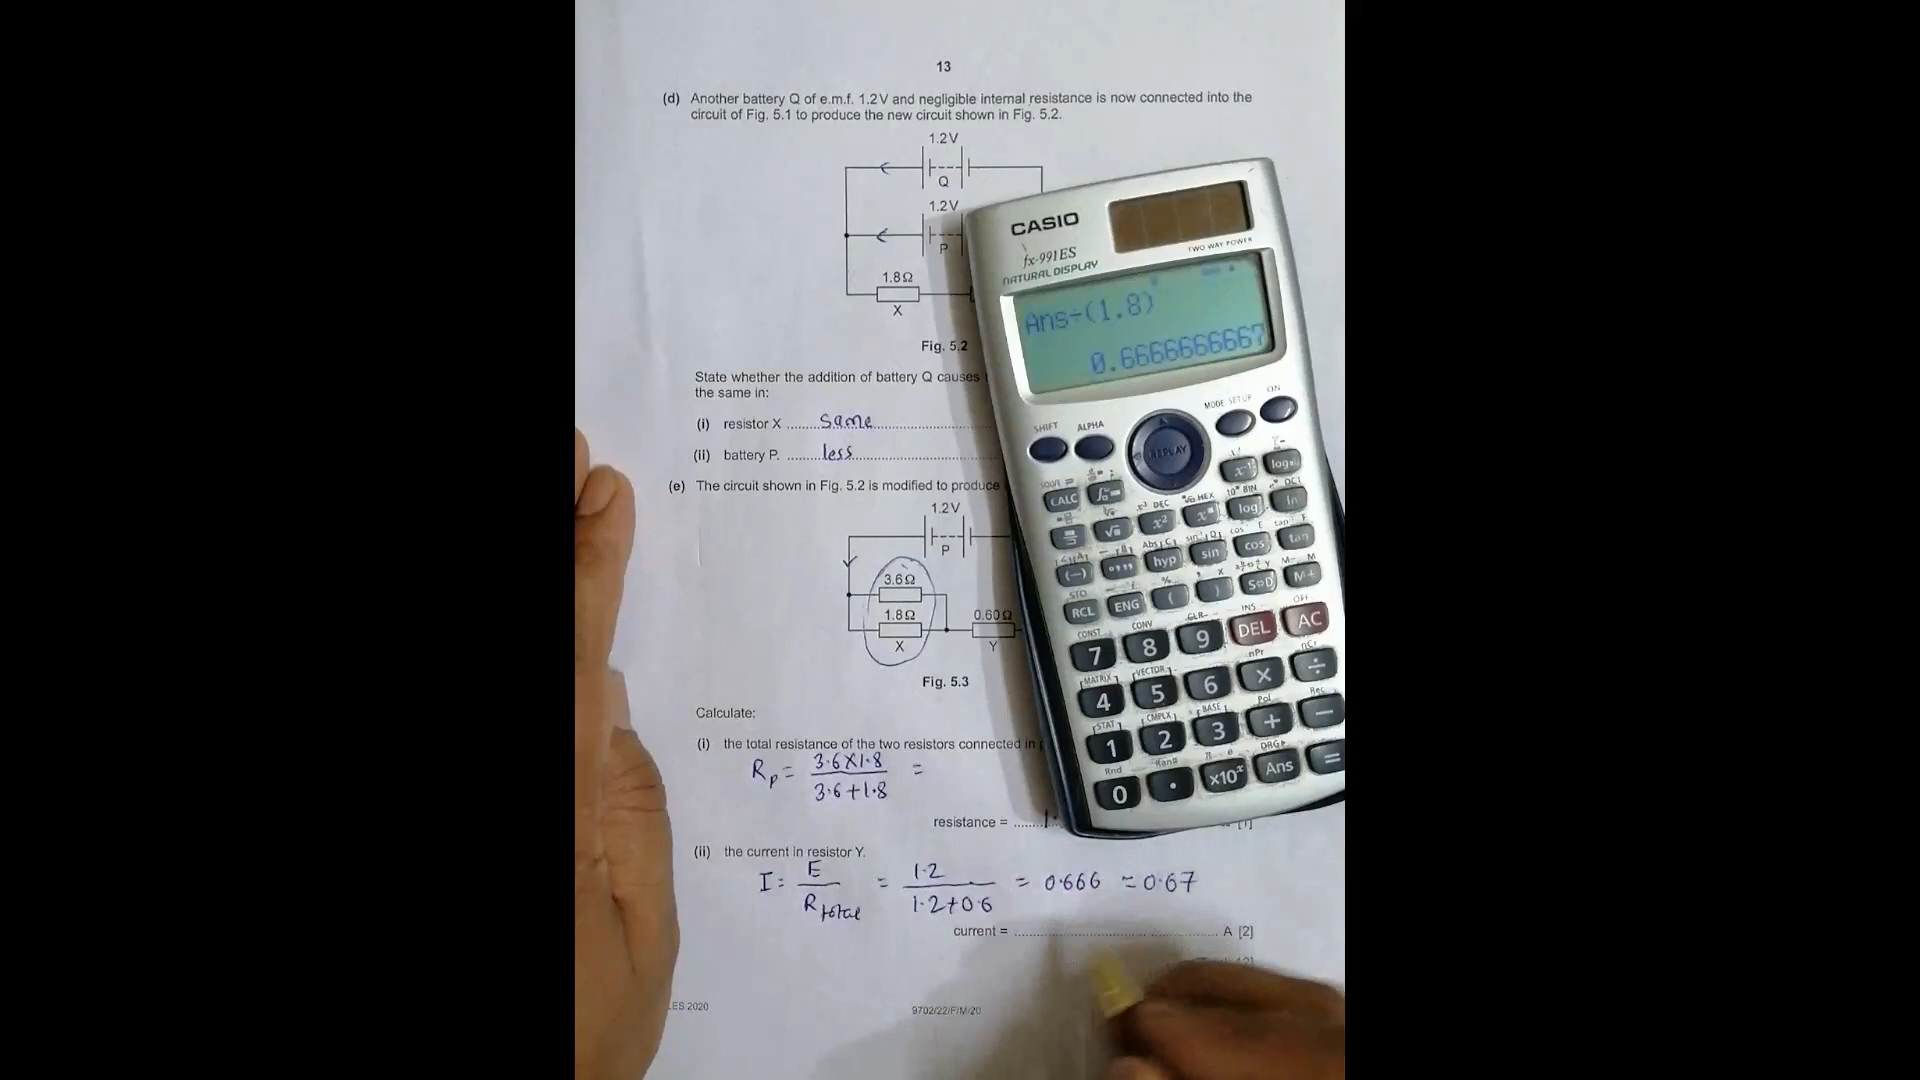 13
(d) Another battery Q of e.m.f. 1.2V and negligible internal resistance is now connected into the
circuit of Fig. 5.1 to produce the new circuit shown in Fig. 5.2.
1.2V
Q
1.2V
P
1.8Ω
X
Fig. 5.2
State whether the addition of battery Q causes
the same in:
(i) resistor X ........ same
(ii) battery P. ........ less
(e) The circuit shown in Fig. 5.2 is modified to produce
1.2V
P
3.6Ω
1.8Ω
X
0.60Ω
Y
Fig. 5.3
Calculate:
(i) the total resistance of the two resistors connected in
Rp = 3.6×1.8 =
3.6+1.8
resistance = ........ [1]
(ii) the current in resistor Y.
I = E = 1.2 = 0.666 = 0.67
R total 1.2+0.6
current = ........ A [2]
ES 2020
9702/22/F/M/20
CASIO
fx-991ES
TWO WAY POWER
NATURAL DISPLAY
Ans÷(1.8)
0.6666666667
SHIFT ALPHA REPLAY MODE SETUP ON
CALC x⁻¹ log
x² log ln
(−) hyp sin cos tan
RCL ENG ( ) S⇔D M+
7 8 9 DEL AC
4 5 6 × ÷
1 2 3 + −
0 . ×10ˣ Ans =